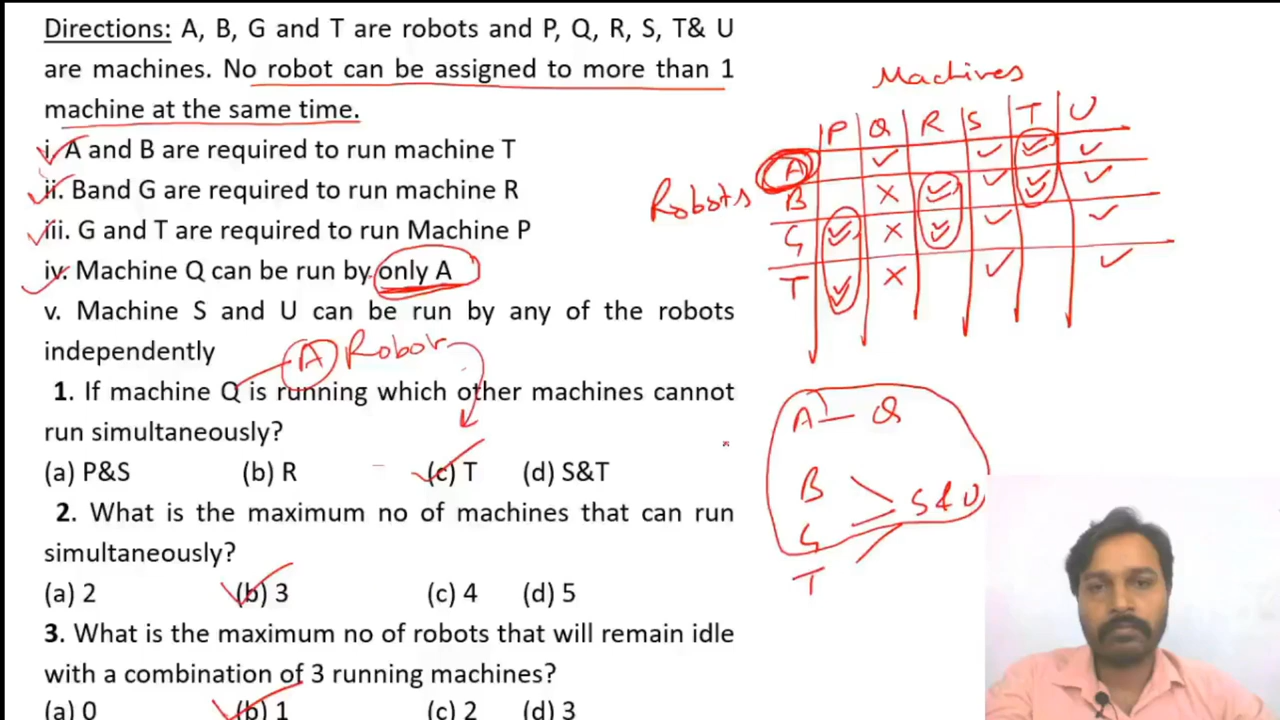 Directions: A, B, G and T are robots and P, Q, R, S, T& U
are machines. No robot can be assigned to more than 1
machine at the same time.
i. A and B are required to run machine T
ii. Band G are required to run machine R
iii. G and T are required to run Machine P
iv. Machine Q can be run by only A
v. Machine S and U can be run by any of the robots
independently
A Robot
1. If machine Q is running which other machines cannot
run simultaneously?
(a) P&S (b) R (c) T (d) S&T
2. What is the maximum no of machines that can run
simultaneously?
(a) 2 (b) 3 (c) 4 (d) 5
3. What is the maximum no of robots that will remain idle
with a combination of 3 running machines?
(a) 0 (b) 1 (c) 2 (d) 3
Machines
P Q R S T U
Robots
A ✓ ✓ ✓ ✓
B × ✓ ✓ ✓ ✓
G ✓ × ✓ ✓ ✓
T ✓ × ✓ ✓
A — Q
B
S & U
G
T